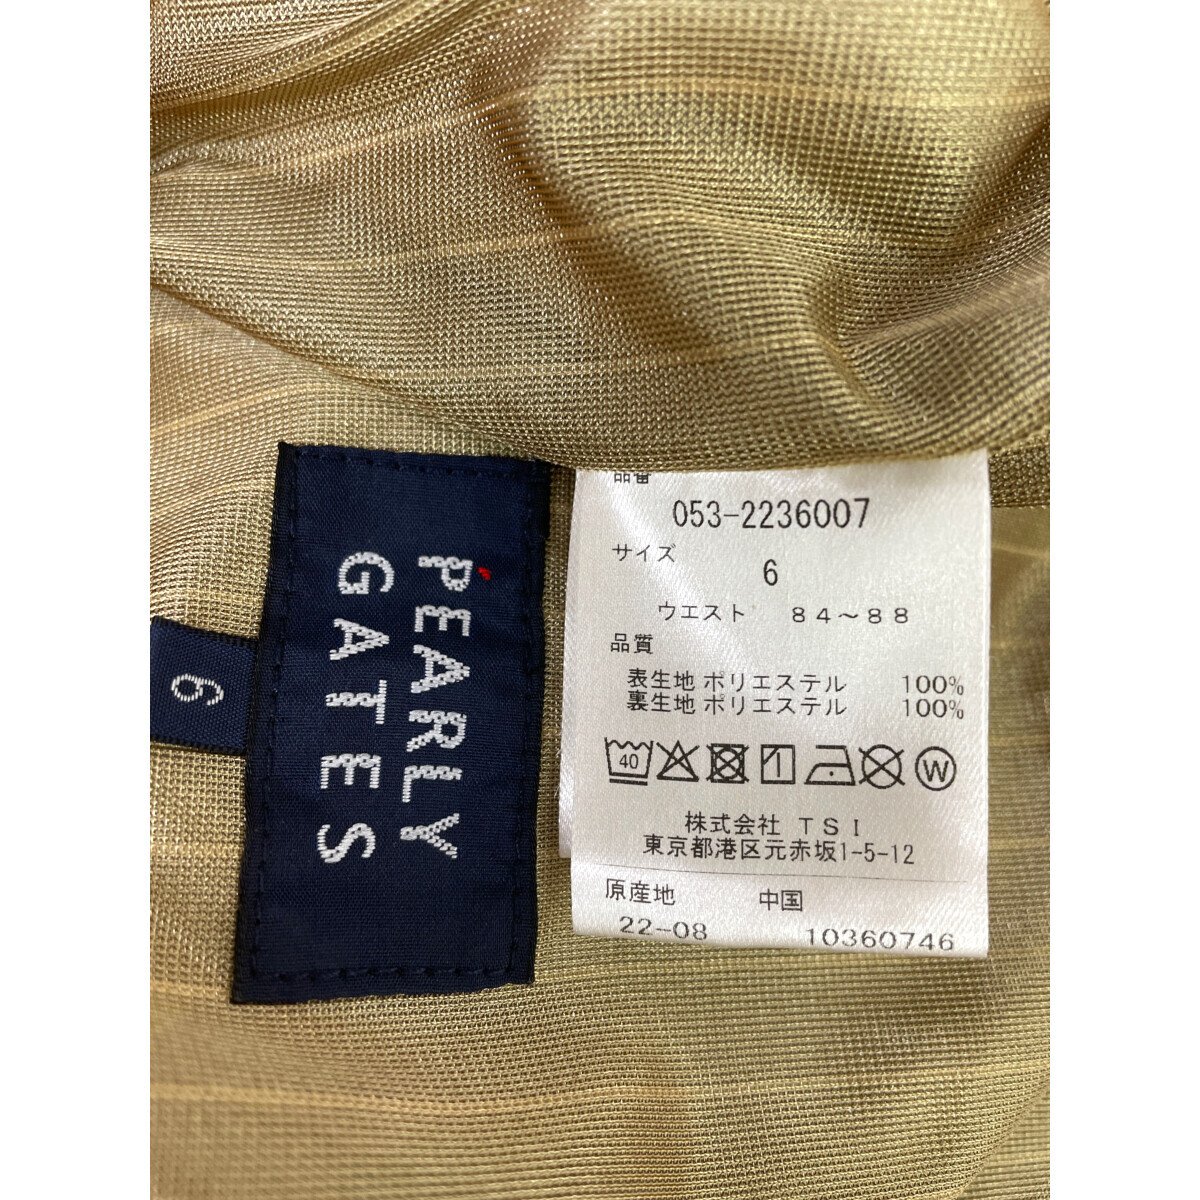 PEARLY
GATES
6
品番
053-2236007
サイズ
6
ウエスト 84～88
品質
表生地 ポリエステル 100%
裏生地 ポリエステル 100%
40
W
株式会社 TSI
東京都港区元赤坂1-5-12
原産地 中国
22-08 10360746